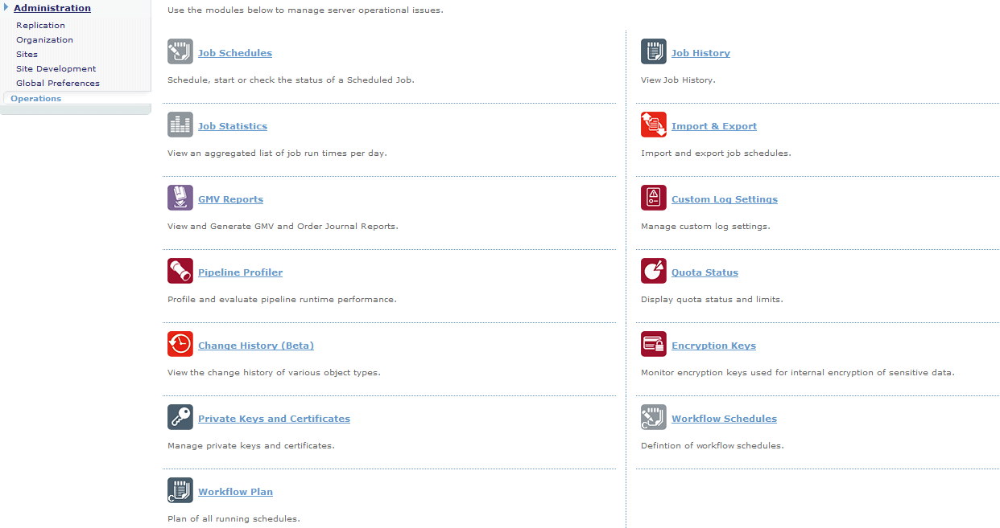 Administration
Replication
Organization
Sites
Site Development
Global Preferences
Operations
Use the modules below to manage server operational issues.
Job Schedules
Schedule, start or check the status of a Scheduled Job.
Job History
View Job History.
Job Statistics
View an aggregated list of job run times per day.
Import & Export
Import and export job schedules.
GMV Reports
View and Generate GMV and Order Journal Reports.
Custom Log Settings
Manage custom log settings.
Pipeline Profiler
Profile and evaluate pipeline runtime performance.
Quota Status
Display quota status and limits.
Change History (Beta)
View the change history of various object types.
Encryption Keys
Monitor encryption keys used for internal encryption of sensitive data.
Private Keys and Certificates
Manage private keys and certificates.
C
Workflow Schedules
Defintion of workflow schedules.
C
Workflow Plan
Plan of all running schedules.